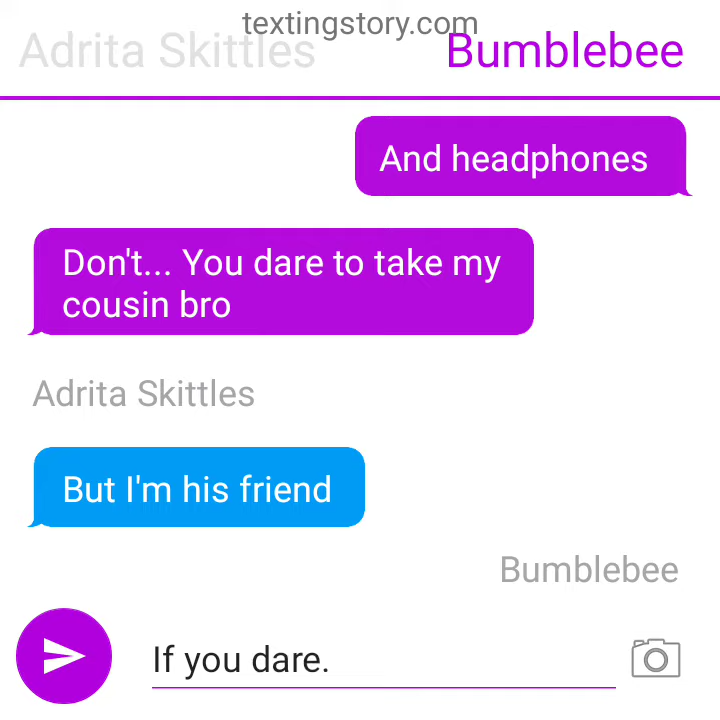 textingstory.com
Adrita Skittles
Bumblebee
And headphones
Don't... You dare to take my
cousin bro
Adrita Skittles
But I'm his friend
Bumblebee
If you dare.